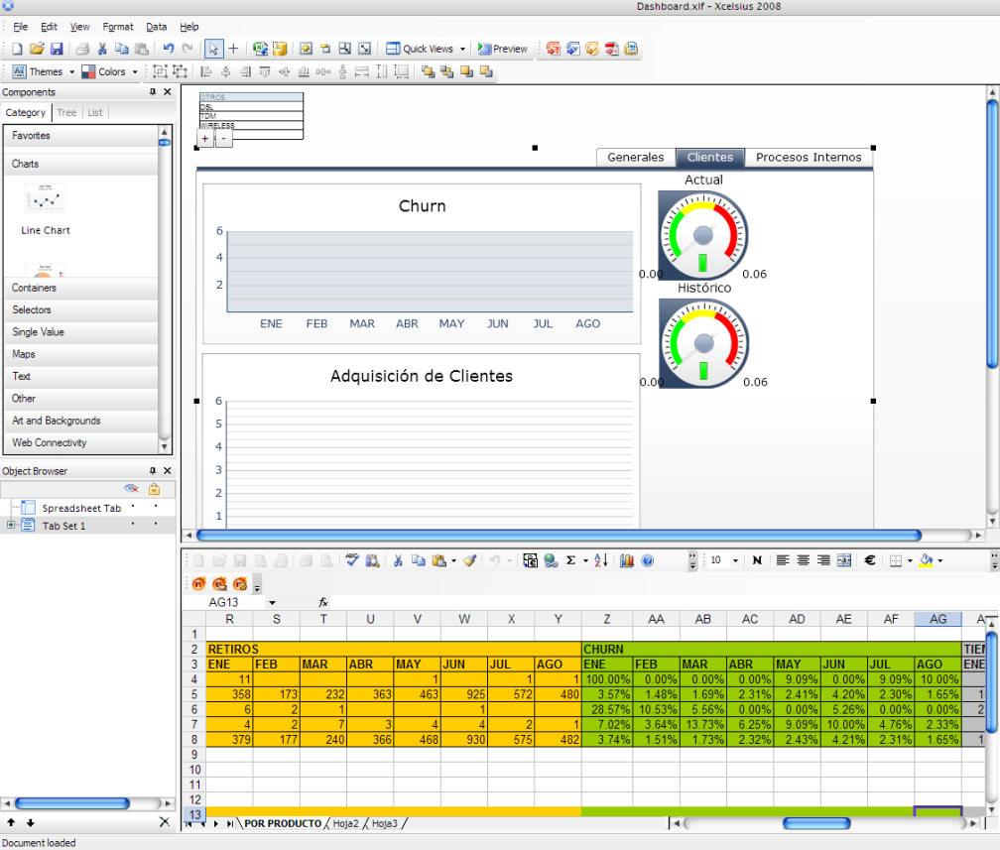 Dashboard.xlf - Xcelsius 2008
File Edit View Format Data Help
Quick Views Preview
Themes Colors
Components
Category Tree List
Favorites
Charts
Line Chart
Containers
Selectors
Single Value
Maps
Text
Other
Art and Backgrounds
Web Connectivity
Object Browser
Spreadsheet Tab
Tab Set 1
OTROS
DSL
TDM
WIRELESS
+ -
Generales Clientes Procesos Internos
Churn
6
4
2
ENE FEB MAR ABR MAY JUN JUL AGO
Actual
0.00 0.06
Histórico
0.00 0.06
Adquisición de Clientes
6
5
4
3
2
1
10 N €
AG13 fx
R S T U V W X Y Z AA AB AC AD AE AF AG A
1
2 RETIROS CHURN TIEN
3 ENE FEB MAR ABR MAY JUN JUL AGO ENE FEB MAR ABR MAY JUN JUL AGO ENE
4 11 1 1 1 100.00% 0.00% 0.00% 0.00% 9.09% 0.00% 9.09% 10.00%
5 358 173 232 363 463 925 572 480 3.57% 1.48% 1.69% 2.31% 2.41% 4.20% 2.30% 1.65% 1
6 6 2 1 1 28.57% 10.53% 5.56% 0.00% 0.00% 5.26% 0.00% 0.00% 2
7 4 2 7 3 4 4 2 1 7.02% 3.64% 13.73% 6.25% 9.09% 10.00% 4.76% 2.33%
8 379 177 240 366 468 930 575 482 3.74% 1.51% 1.73% 2.32% 2.43% 4.21% 2.31% 1.65% 1
9
10
11
12
13
POR PRODUCTO Hoja2 Hoja3
Document loaded